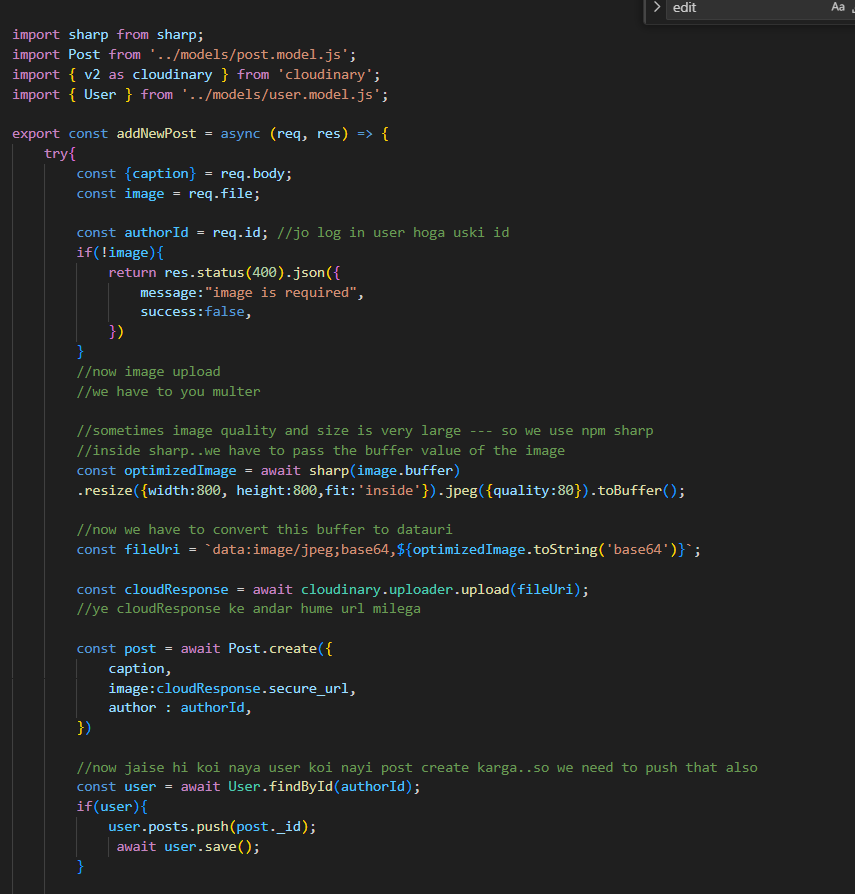 edit
Aa
import sharp from sharp;
import Post from '../models/post.model.js';
import { v2 as cloudinary } from 'cloudinary';
import { User } from '../models/user.model.js';
export const addNewPost = async (req, res) => {
try{
const {caption} = req.body;
const image = req.file;
const authorId = req.id; //jo log in user hoga uski id
if(!image){
return res.status(400).json({
message:"image is required",
success:false,
})
}
//now image upload
//we have to you multer
//sometimes image quality and size is very large --- so we use npm sharp
//inside sharp..we have to pass the buffer value of the image
const optimizedImage = await sharp(image.buffer)
.resize({width:800, height:800,fit:'inside'}).jpeg({quality:80}).toBuffer();
//now we have to convert this buffer to datauri
const fileUri = `data:image/jpeg;base64,${optimizedImage.toString('base64')}`;
const cloudResponse = await cloudinary.uploader.upload(fileUri);
//ye cloudResponse ke andar hume url milega
const post = await Post.create({
caption,
image:cloudResponse.secure_url,
author : authorId,
})
//now jaise hi koi naya user koi nayi post create karga..so we need to push that also
const user = await User.findById(authorId);
if(user){
user.posts.push(post._id);
await user.save();
}